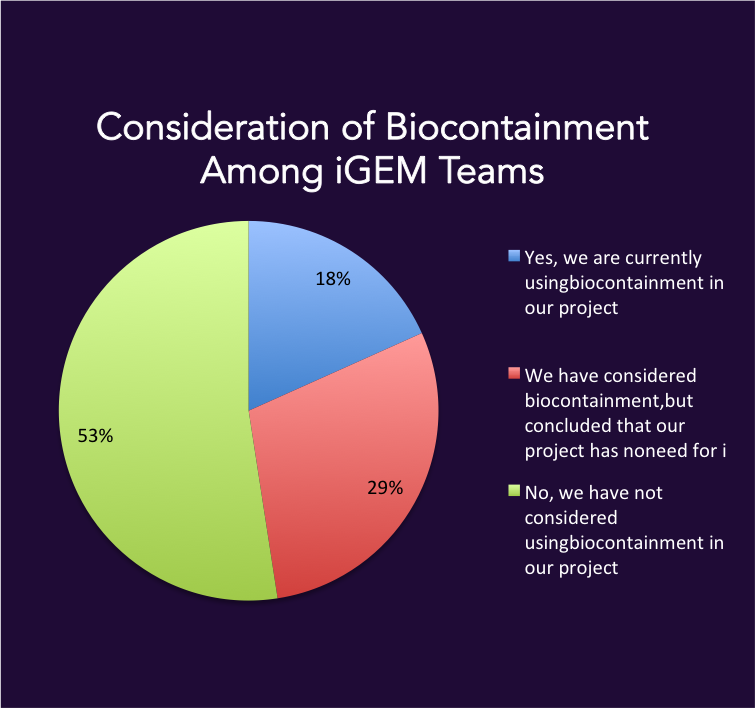 Consideration of Biocontainment
Among iGEM Teams
18%
29%
53%
Yes, we are currently
usingbiocontainment in
our project
We have considered
biocontainment,but
concluded that our
project has noneed for i
No, we have not
considered
usingbiocontainment in
our project